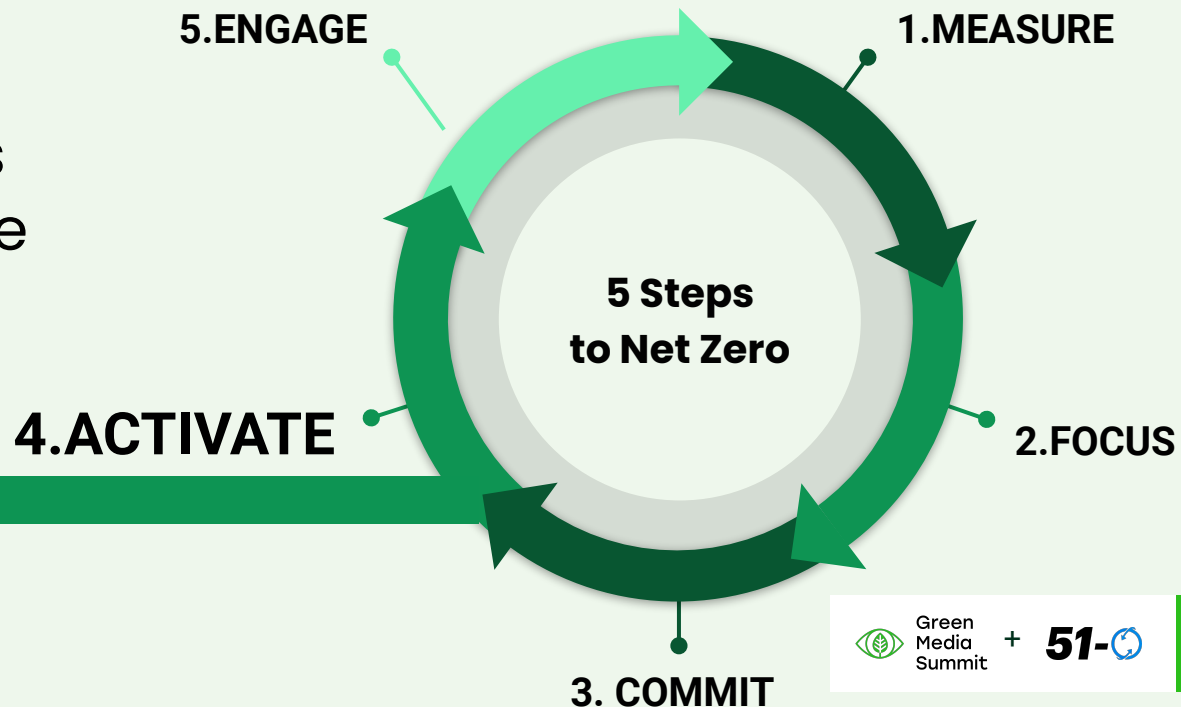 5.ENGAGE
1.MEASURE
5 Steps
to Net Zero
4.ACTIVATE
2.FOCUS
3. COMMIT
Green
Media
Summit
+
51-0